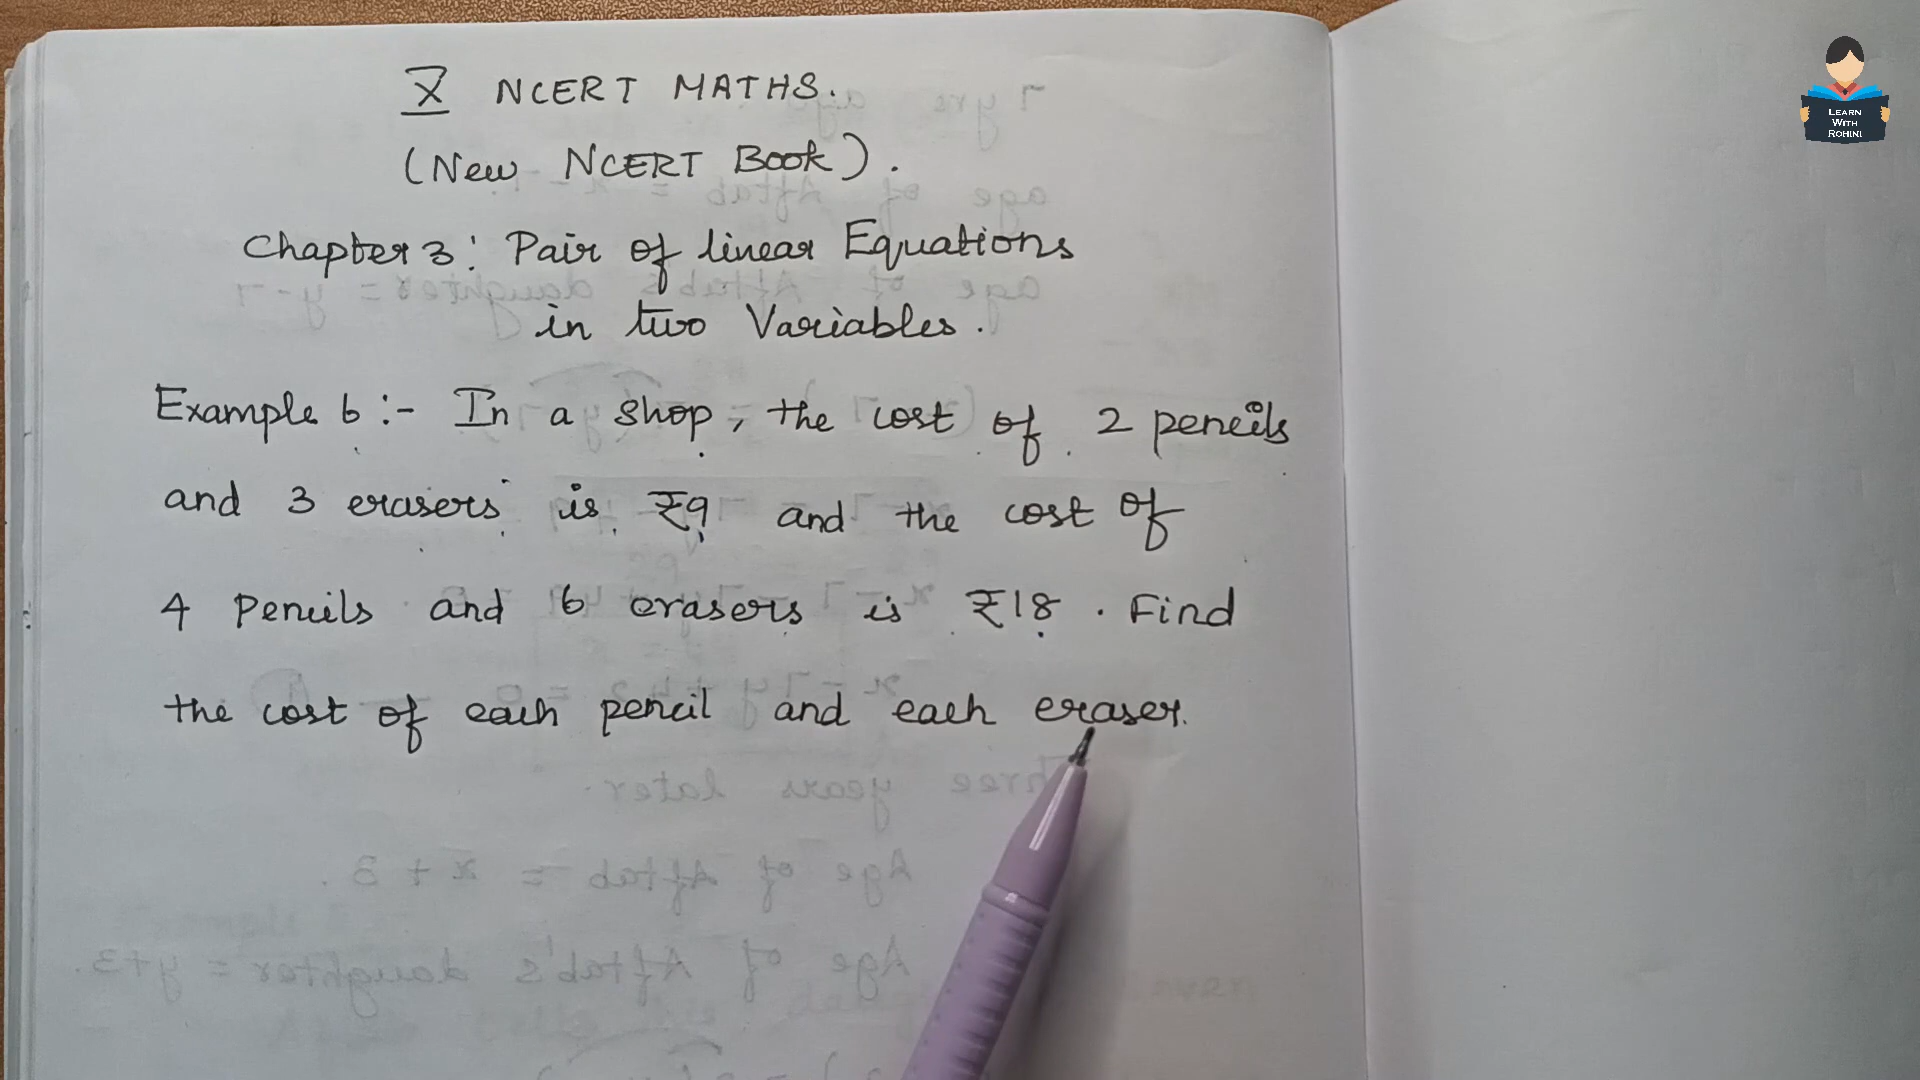 X NCERT MATHS.
(New NCERT Book).
Chapter 3: Pair of linear Equations
in two Variables.
Example 6:- In a shop, the cost of 2 pencils
and 3 erasers is ₹9 and the cost of
4 Pencils and 6 erasers is ₹18. Find
the cost of each pencil and each eraser.
LEARN
WITH
ROHINI